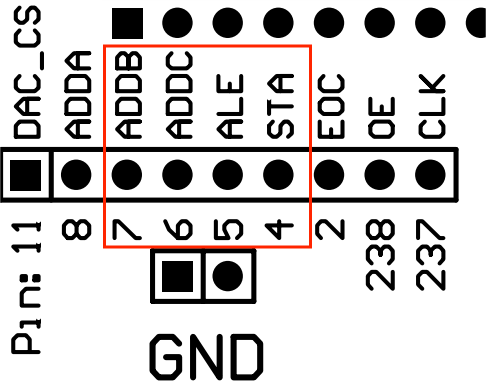 DAC_CS
ADDA
ADDB
ADDC
ALE
STA
EOC
OE
CLK
Pin: 11
8
7
6
5
4
2
238
237
GND